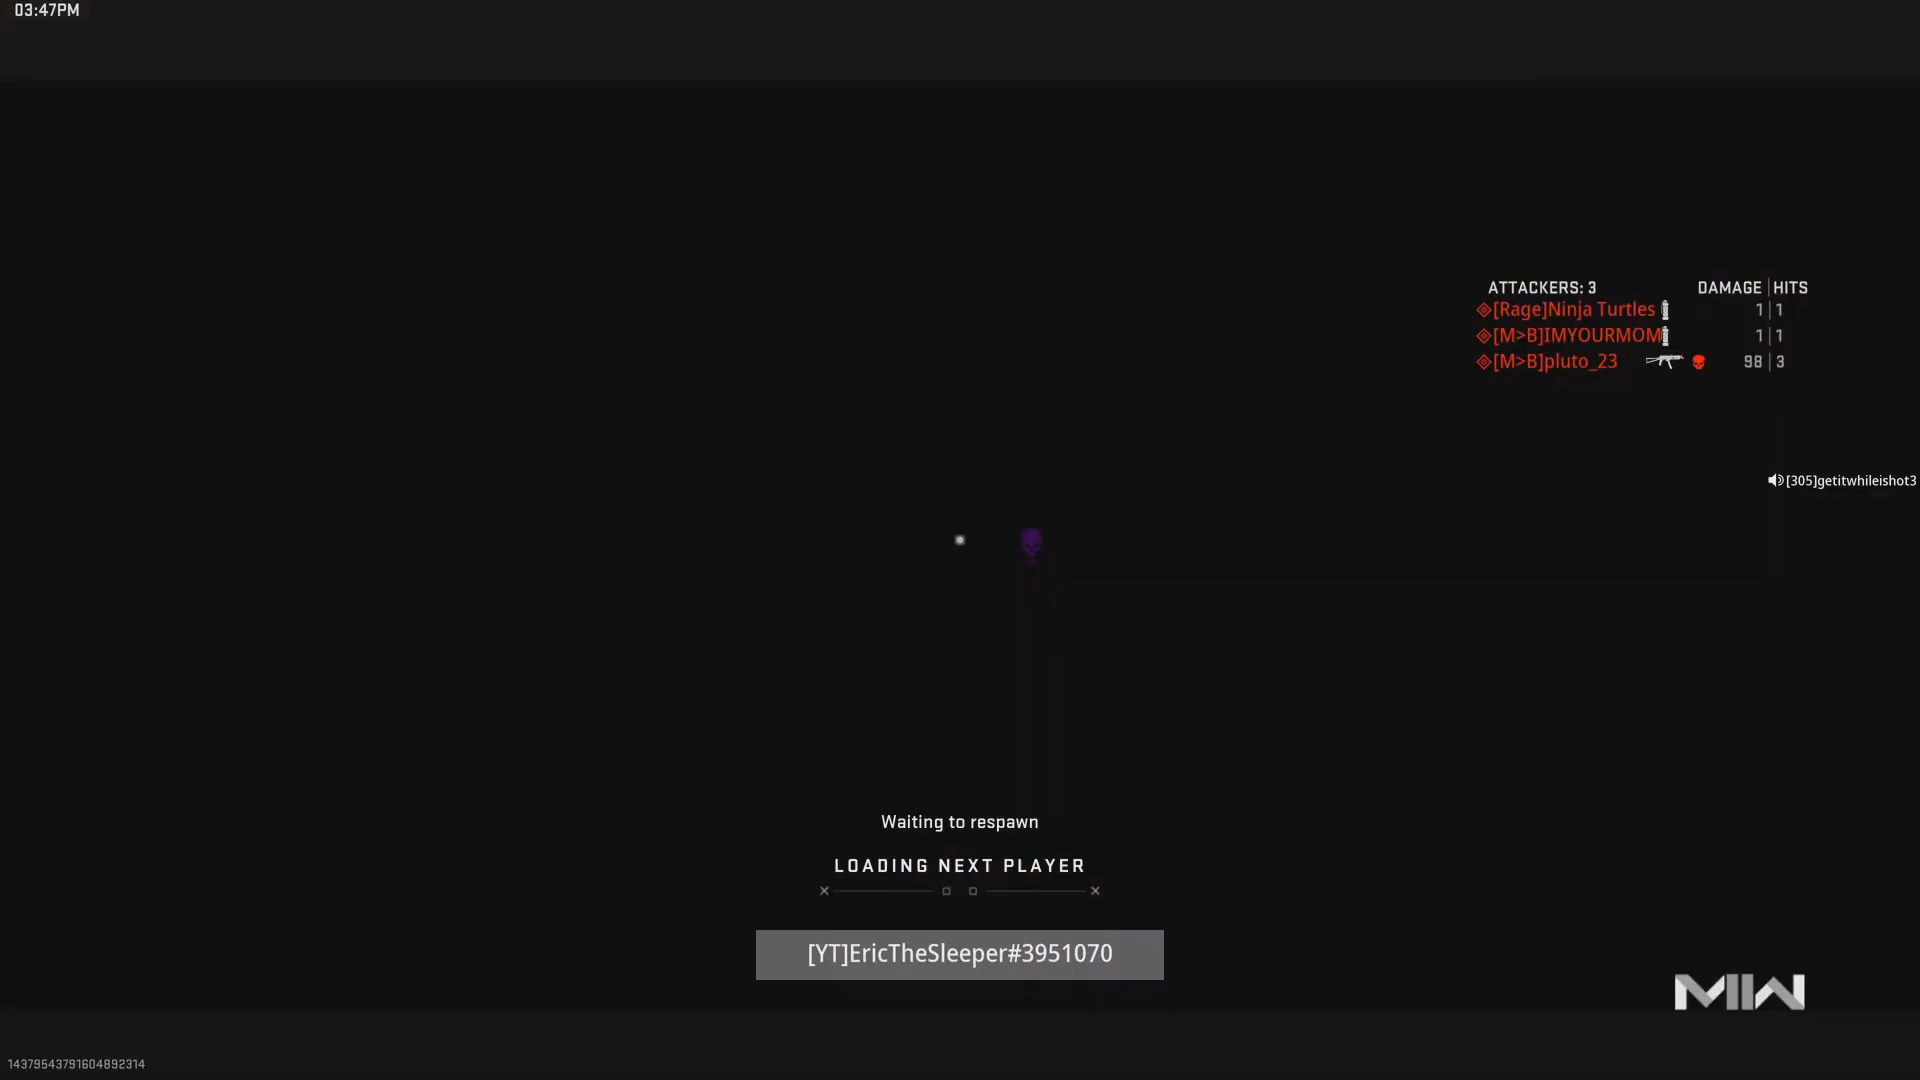 03:47PM
ATTACKERS: 3 DAMAGE HITS
[Rage]Ninja Turtles 1 1
[M>B]IMYOURMOM 1 1
[M>B]pluto_23 98 3
[305]getitwhileishot3
Waiting to respawn
LOADING NEXT PLAYER
[YT]EricTheSleeper#3951070
MW
14379543791604892314